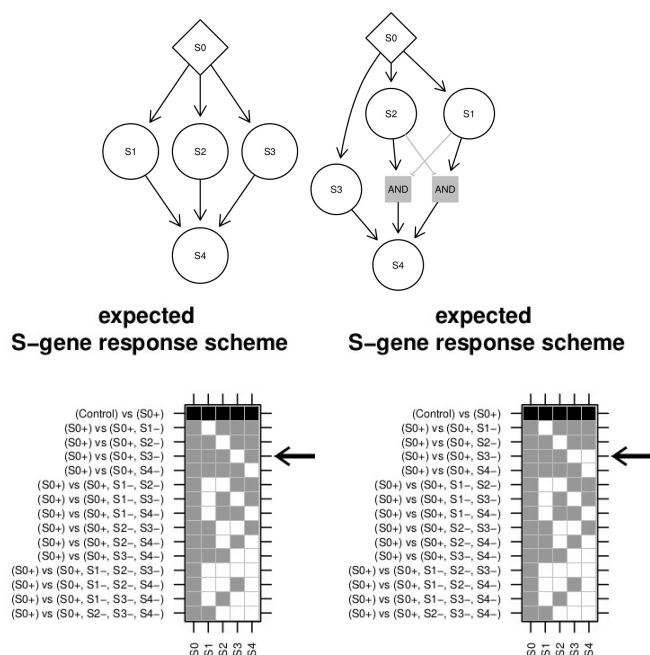 S0
S1
S2
S3
S4
S0
S2
S1
S3
AND
AND
S4
expected
S−gene response scheme
(Control) vs (S0+)
(S0+) vs (S0+, S1−)
(S0+) vs (S0+, S2−)
(S0+) vs (S0+, S3−)
(S0+) vs (S0+, S4−)
(S0+) vs (S0+, S1−, S2−)
(S0+) vs (S0+, S1−, S3−)
(S0+) vs (S0+, S1−, S4−)
(S0+) vs (S0+, S2−, S3−)
(S0+) vs (S0+, S2−, S4−)
(S0+) vs (S0+, S3−, S4−)
(S0+) vs (S0+, S1−, S2−, S3−)
(S0+) vs (S0+, S1−, S2−, S4−)
(S0+) vs (S0+, S1−, S3−, S4−)
(S0+) vs (S0+, S2−, S3−, S4−)
S0
S1
S2
S3
S4
expected
S−gene response scheme
(Control) vs (S0+)
(S0+) vs (S0+, S1−)
(S0+) vs (S0+, S2−)
(S0+) vs (S0+, S3−)
(S0+) vs (S0+, S4−)
(S0+) vs (S0+, S1−, S2−)
(S0+) vs (S0+, S1−, S3−)
(S0+) vs (S0+, S1−, S4−)
(S0+) vs (S0+, S2−, S3−)
(S0+) vs (S0+, S2−, S4−)
(S0+) vs (S0+, S3−, S4−)
(S0+) vs (S0+, S1−, S2−, S3−)
(S0+) vs (S0+, S1−, S2−, S4−)
(S0+) vs (S0+, S1−, S3−, S4−)
(S0+) vs (S0+, S2−, S3−, S4−)
S0
S1
S2
S3
S4